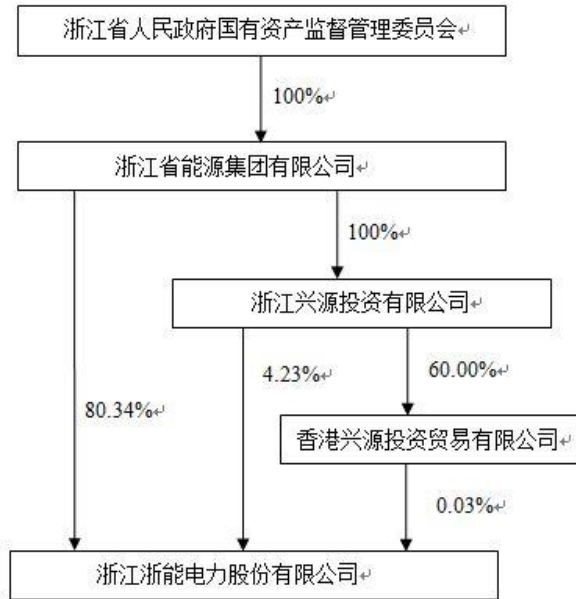 浙江省人民政府国有资产监督管理委员会↵
100%↵
浙江省能源集团有限公司↵
100%↵
浙江兴源投资有限公司↵
80.34%↵
4.23%↵
60.00%↵
香港兴源投资贸易有限公司↵
0.03%↵
浙江浙能电力股份有限公司↵